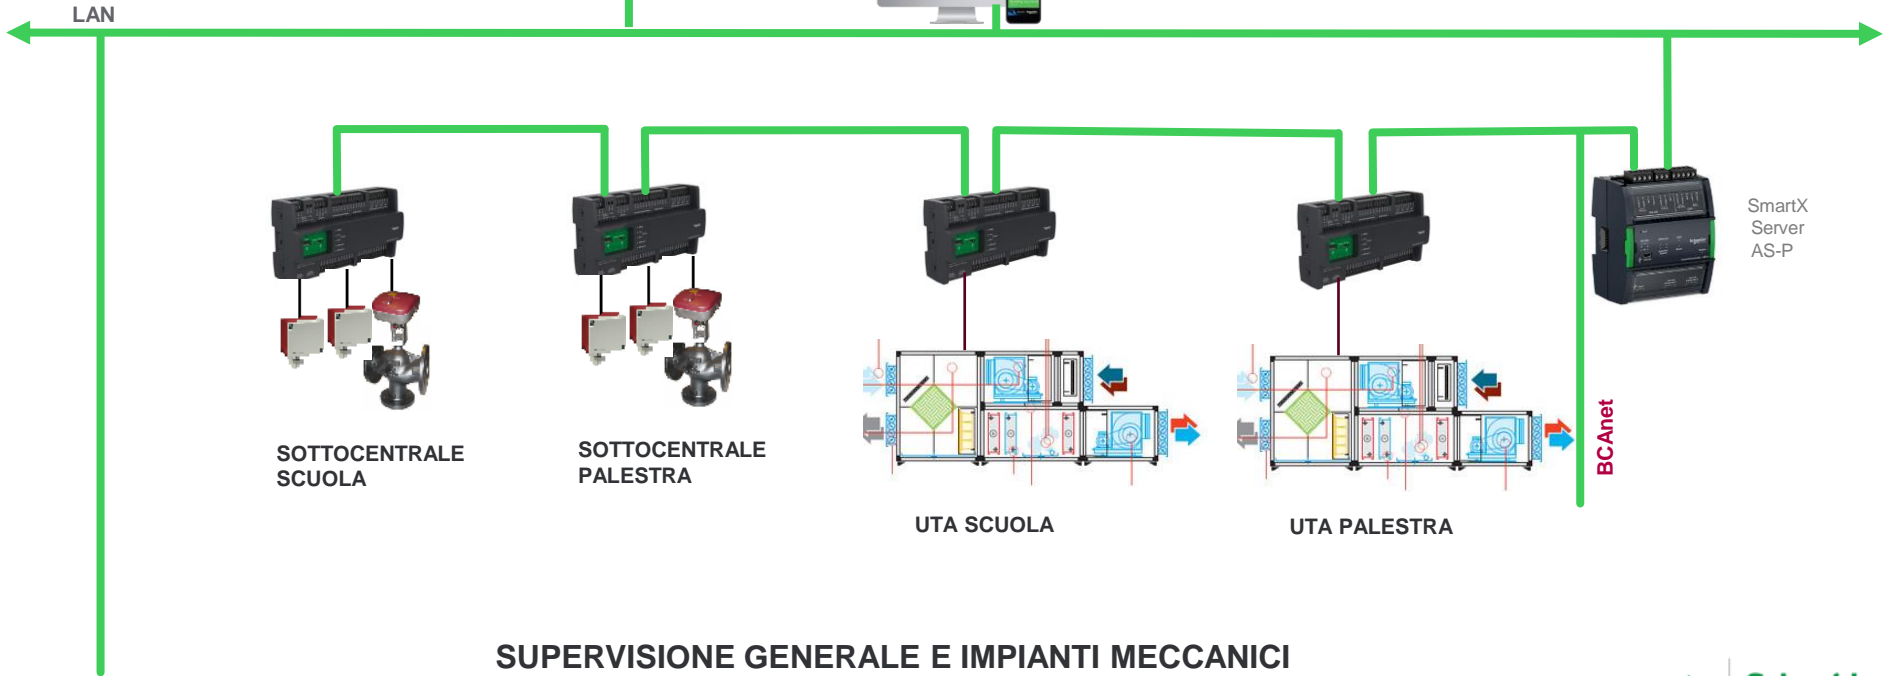 LAN
SmartX
Server
AS-P
BCAnet
SOTTOCENTRALE
SCUOLA
SOTTOCENTRALE
PALESTRA
UTA SCUOLA
UTA PALESTRA
SUPERVISIONE GENERALE E IMPIANTI MECCANICI